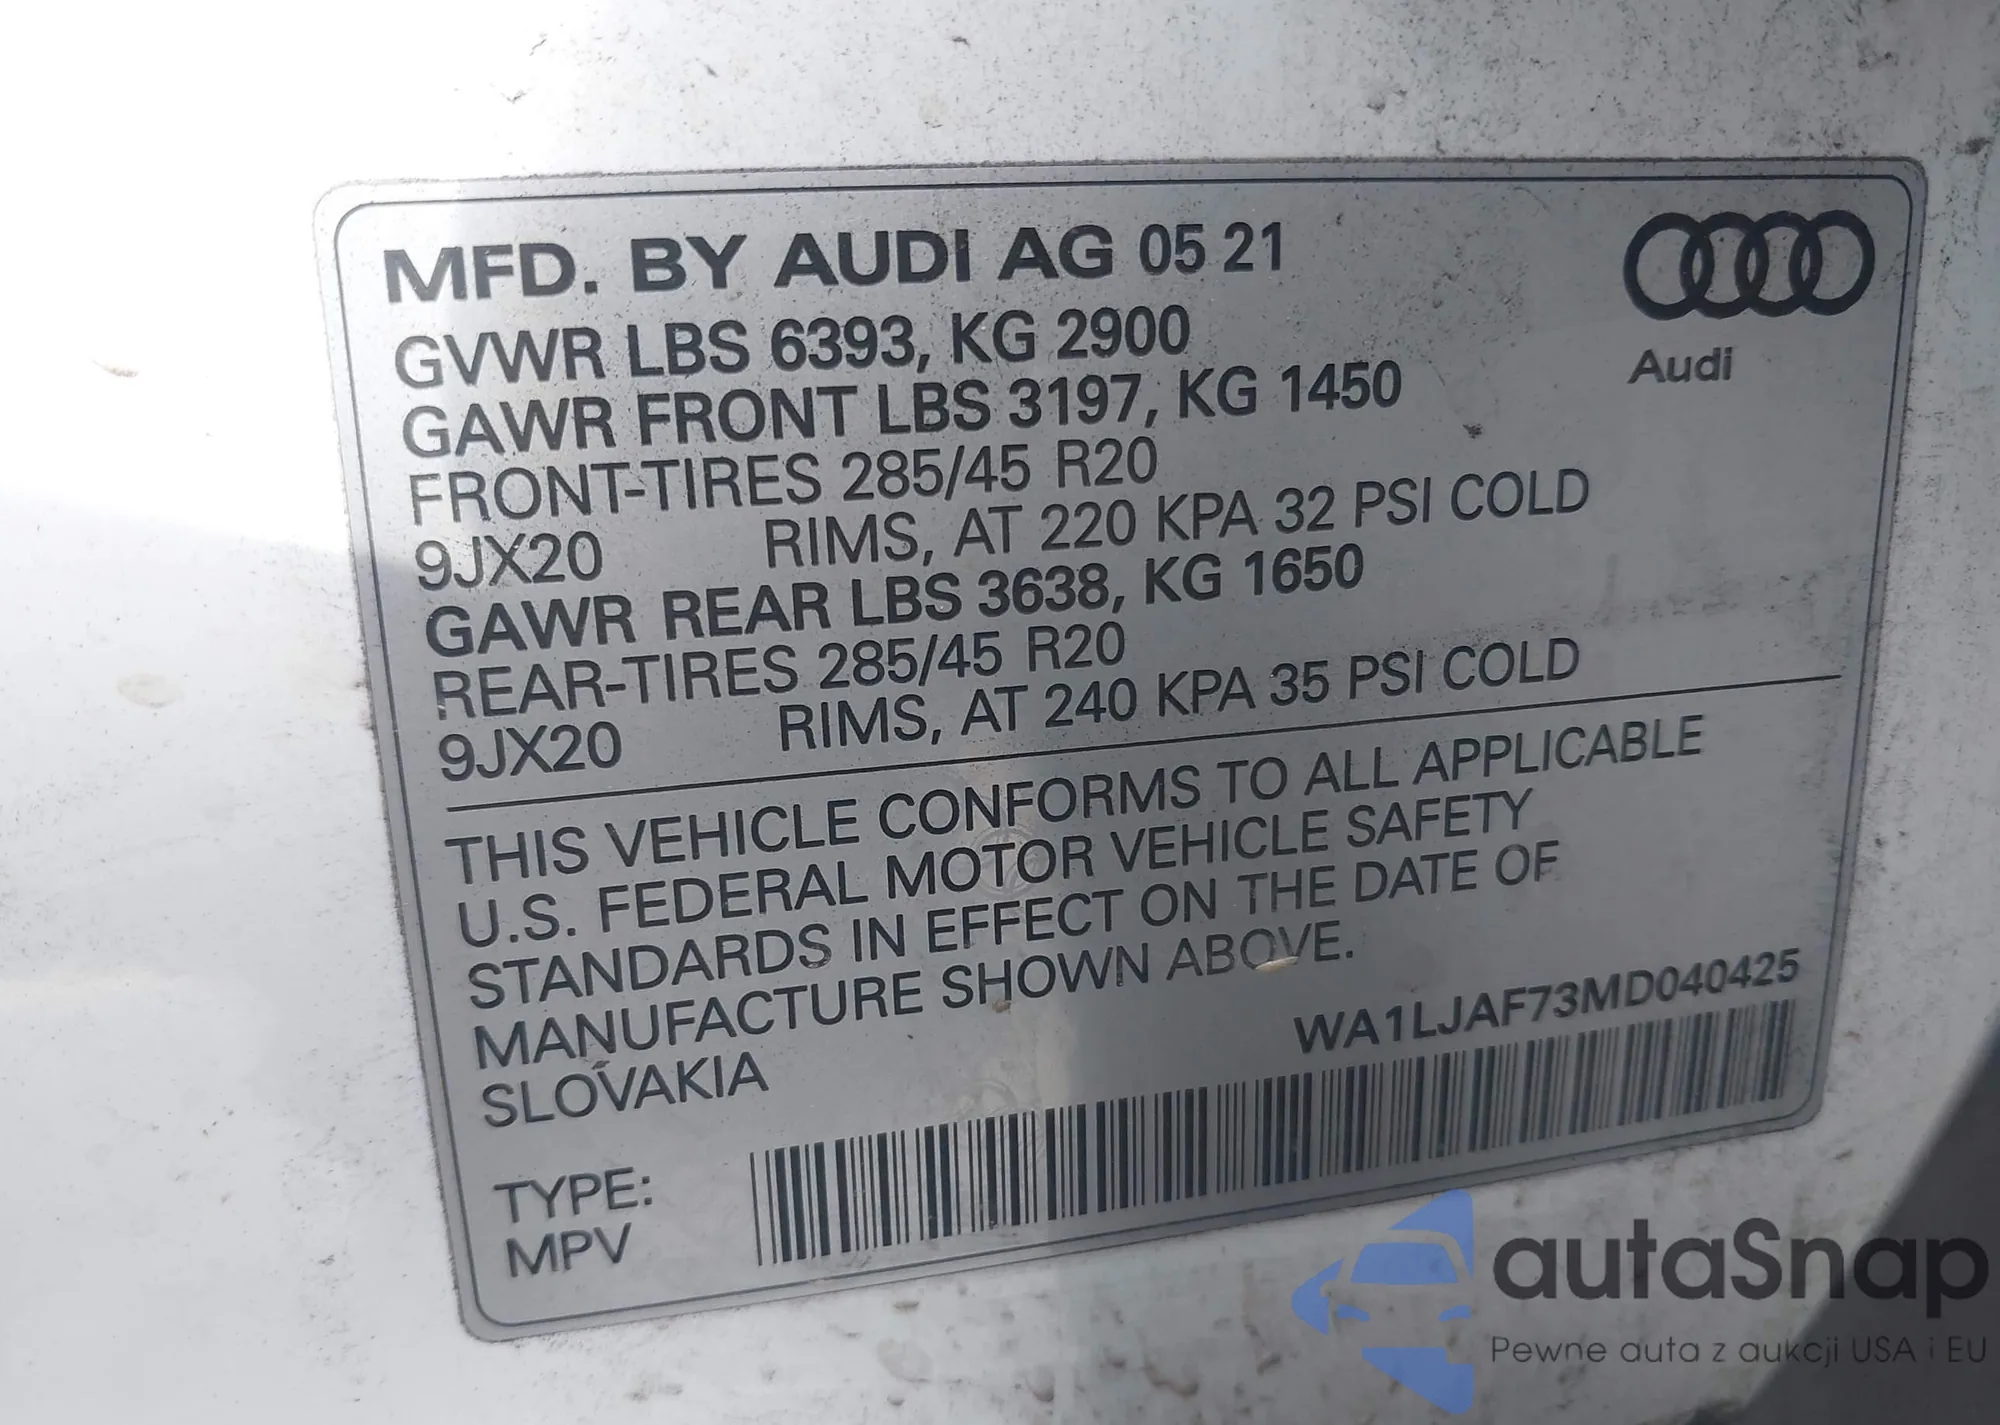 MFD. BY AUDI AG 05 21
Audi
GVWR LBS 6393, KG 2900
GAWR FRONT LBS 3197, KG 1450
FRONT-TIRES 285/45 R20
9JX20 RIMS, AT 220 KPA 32 PSI COLD
GAWR REAR LBS 3638, KG 1650
REAR-TIRES 285/45 R20
9JX20 RIMS, AT 240 KPA 35 PSI COLD
THIS VEHICLE CONFORMS TO ALL APPLICABLE
U.S. FEDERAL MOTOR VEHICLE SAFETY
STANDARDS IN EFFECT ON THE DATE OF
MANUFACTURE SHOWN ABOVE.
SLOVAKIA
WA1LJAF73MD040425
TYPE:
MPV
autaSnap
Pewne auta z aukcji USA i EU